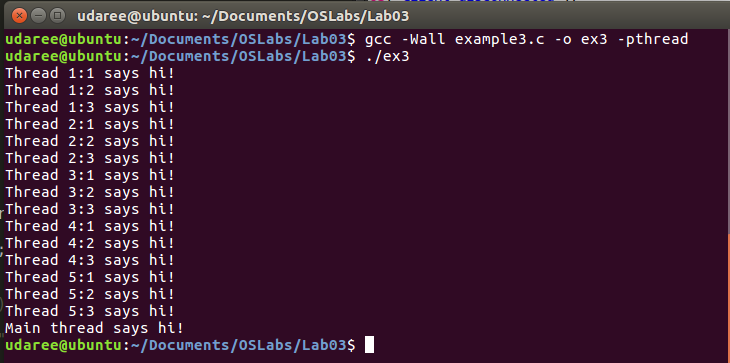 udaree@ubuntu: ~/Documents/OSLabs/Lab03
udaree@ubuntu:~/Documents/OSLabs/Lab03$ gcc -Wall example3.c -o ex3 -pthread
udaree@ubuntu:~/Documents/OSLabs/Lab03$ ./ex3
Thread 1:1 says hi!
Thread 1:2 says hi!
Thread 1:3 says hi!
Thread 2:1 says hi!
Thread 2:2 says hi!
Thread 2:3 says hi!
Thread 3:1 says hi!
Thread 3:2 says hi!
Thread 3:3 says hi!
Thread 4:1 says hi!
Thread 4:2 says hi!
Thread 4:3 says hi!
Thread 5:1 says hi!
Thread 5:2 says hi!
Thread 5:3 says hi!
Main thread says hi!
udaree@ubuntu:~/Documents/OSLabs/Lab03$